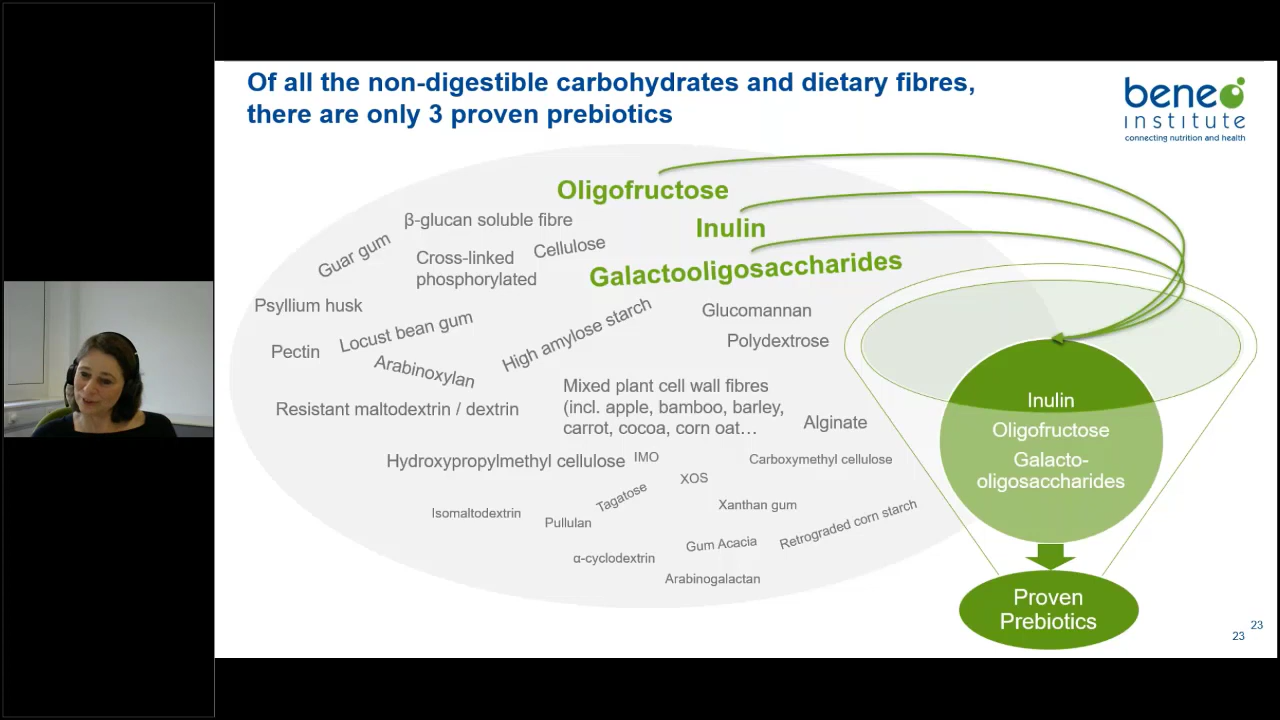 Of all the non-digestible carbohydrates and dietary fibres,
there are only 3 proven prebiotics
beneo
institute
connecting nutrition and health
Oligofructose
β-glucan soluble fibre
Inulin
Guar gum
Cross-linked
phosphorylated
Cellulose
Galactooligosaccharides
Psyllium husk
Locust bean gum
High amylose starch
Glucomannan
Polydextrose
Pectin
Arabinoxylan
Resistant maltodextrin / dextrin
Mixed plant cell wall fibres
(incl. apple, bamboo, barley,
carrot, cocoa, corn oat…
Alginate
Hydroxypropylmethyl cellulose
IMO
Carboxymethyl cellulose
XOS
Tagatose
Isomaltodextrin
Pullulan
Xanthan gum
Retrograded corn starch
Gum Acacia
α-cyclodextrin
Arabinogalactan
Inulin
Oligofructose
Galacto-
oligosaccharides
Proven
Prebiotics
23
23